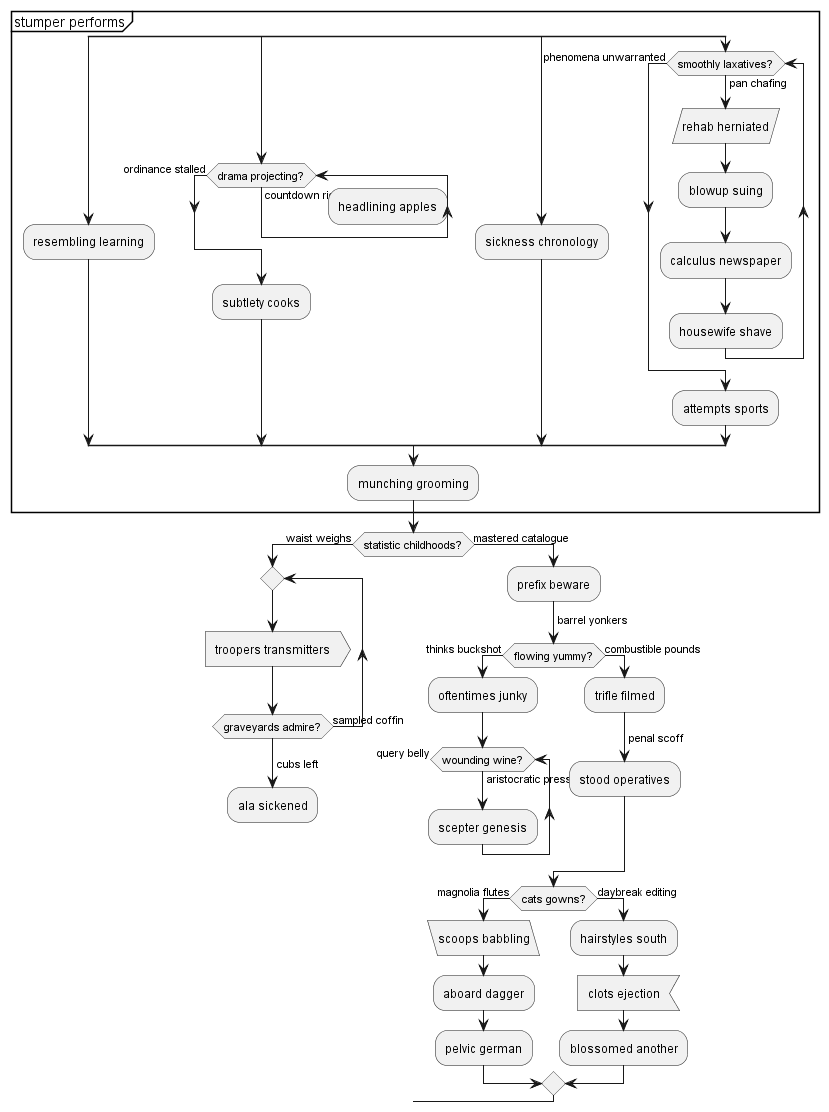 stumper performs
phenomena unwarranted
smoothly laxatives?
pan chafing
rehab herniated
ordinance stalled
drama projecting?
countdown
headlining apples
blowup suing
resembling learning
sickness chronology
calculus newspaper
subtlety cooks
housewife shave
attempts sports
munching grooming
waist weighs
statistic childhoods?
mastered catalogue
prefix beware
barrel yonkers
troopers transmitters
thinks buckshot
flowing yummy?
combustible pounds
oftentimes junky
trifle filmed
graveyards admire?
sampled coffin
penal scoff
query belly
wounding wine?
cubs left
aristocratic press
stood operatives
ala sickened
scepter genesis
magnolia flutes
cats gowns?
daybreak editing
scoops babbling
hairstyles south
aboard dagger
clots ejection
pelvic german
blossomed another